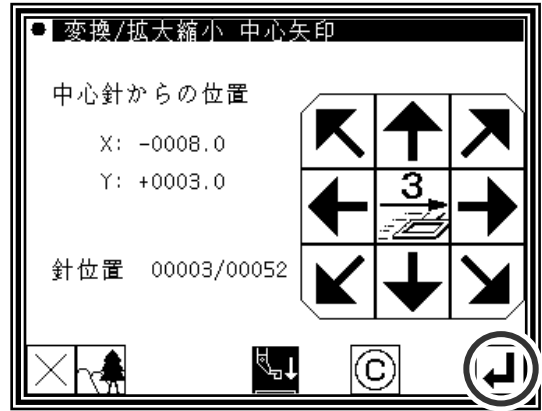 変換/拡大縮小 中心矢印
中心針からの位置
X: -0008.0
Y: +0003.0
3
針位置 00003/00052
C